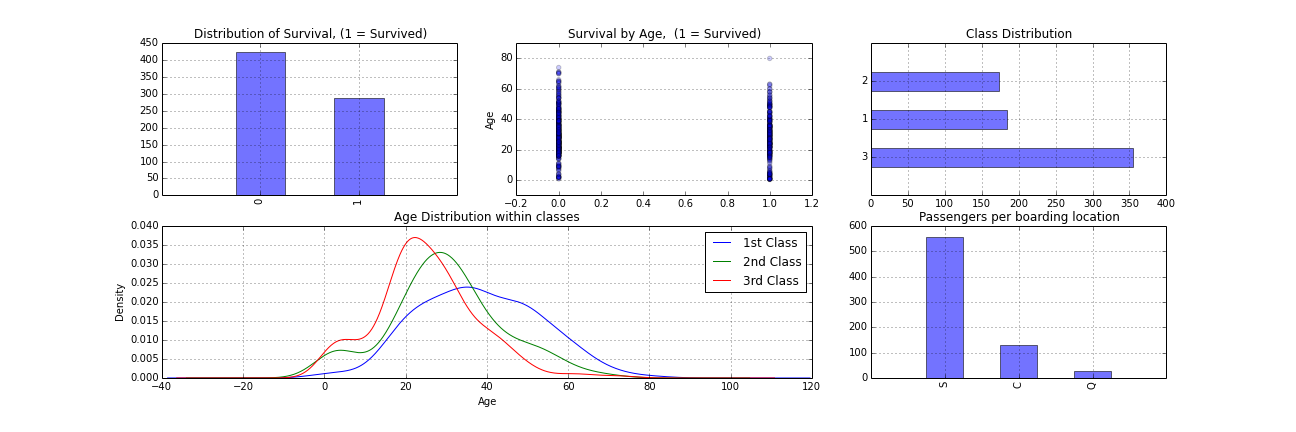 Distribution of Survival, (1 = Survived)
450
400
350
300
250
200
150
100
50
0
0
1
Survival by Age,  (1 = Survived)
Age
80
60
40
20
0
−0.2 0.0 0.2 0.4 0.6 0.8 1.0 1.2
Class Distribution
2
1
3
0 50 100 150 200 250 300 350 400
Age Distribution within classes
Density
0.040
0.035
0.030
0.025
0.020
0.015
0.010
0.005
0.000
−40 −20 0 20 40 60 80 100 120
Age
1st Class
2nd Class
3rd Class
Passengers per boarding location
600
500
400
300
200
100
0
S
C
Q